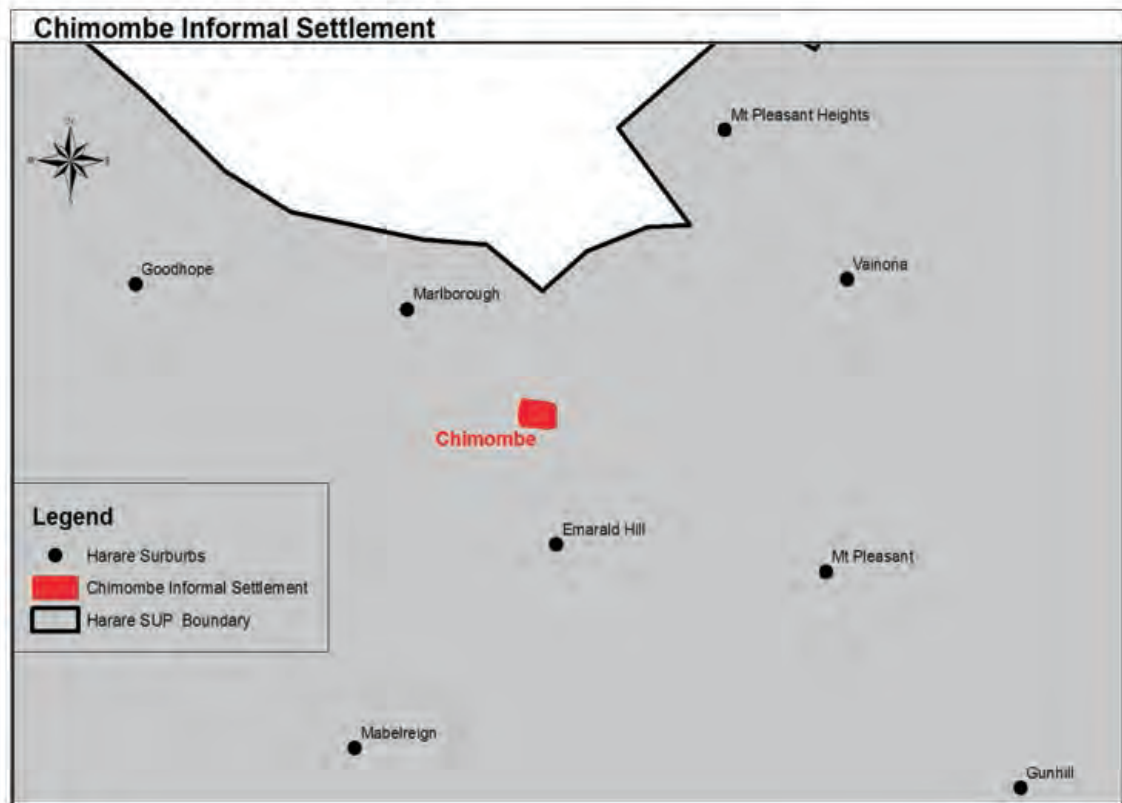 Chimombe Informal Settlement
Mt Pleasant Heights
Goodhope
Vainona
Marlborough
Chimombe
Legend
Harare Surburbs
Chimombe Informal Settlement
Harare SUP Boundary
Emarald Hill
Mt Pleasant
Mabelreign
Gunhill